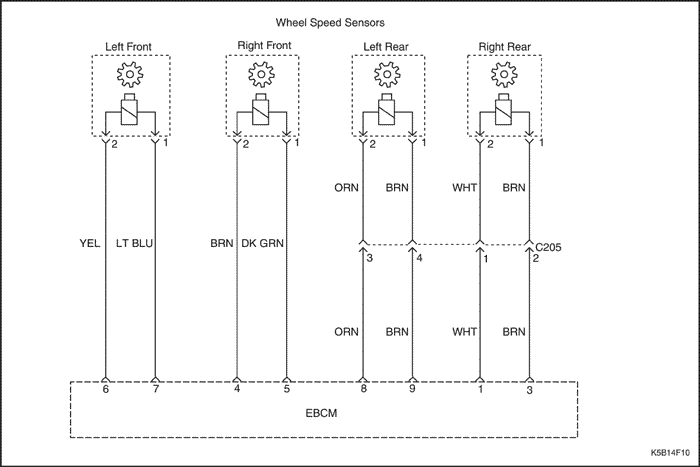 Wheel Speed Sensors
Left Front Right Front Left Rear Right Rear
2 1 2 1 2 1 2 1
ORN BRN WHT BRN
YEL LT BLU BRN DK GRN
C205
3 4 1 2
ORN BRN WHT BRN
6 7 4 5 8 9 1 3
EBCM
K5B14F10